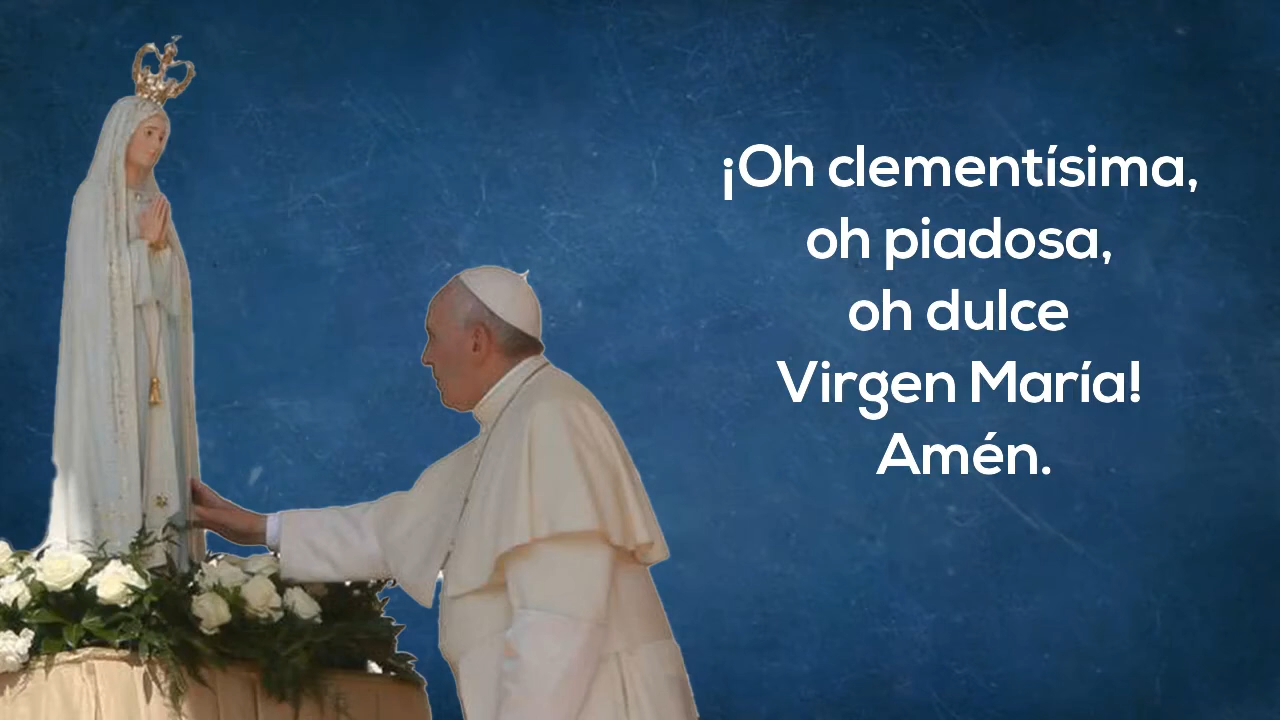 ¡Oh clementísima,
oh piadosa,
oh dulce
Virgen María!
Amén.